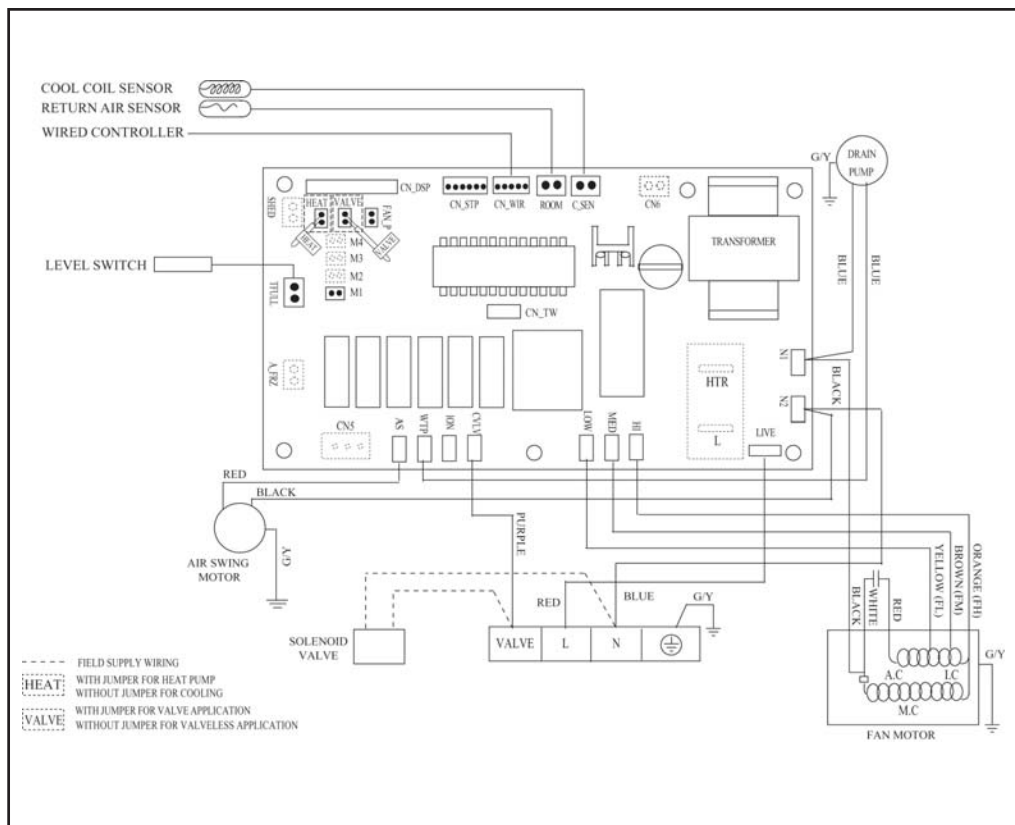 COOL COIL SENSOR
RETURN AIR SENSOR
WIRED CONTROLLER
G/Y
DRAIN
PUMP
CN_DSP
CN_STP
CN_WIR
ROOM
C_SEN
CN6
SHED
HEAT
VALVE
FAN_P
HEAT
VALVE
M4
M3
M2
M1
TRANSFORMER
BLUE
BLUE
LEVEL SWITCH
TFULL
CN_TW
N1
BLACK
A_FRZ
HTR
N2
CN5
AS
WTP
ION
CVLV
LOW
MED
HI
L
LIVE
RED
BLACK
PURPLE
G/Y
AIR SWING
MOTOR
YELLOW (FL)
BROWN (FM)
ORANGE (FH)
BLACK
WHITE
RED
RED
BLUE
G/Y
SOLENOID
VALVE
VALVE
L
N
G/Y
A.C
I.C
M.C
FAN MOTOR
FIELD SUPPLY WIRING
HEAT
WITH JUMPER FOR HEAT PUMP
WITHOUT JUMPER FOR COOLING
VALVE
WITH JUMPER FOR VALVE APPLICATION
WITHOUT JUMPER FOR VALVELESS APPLICATION